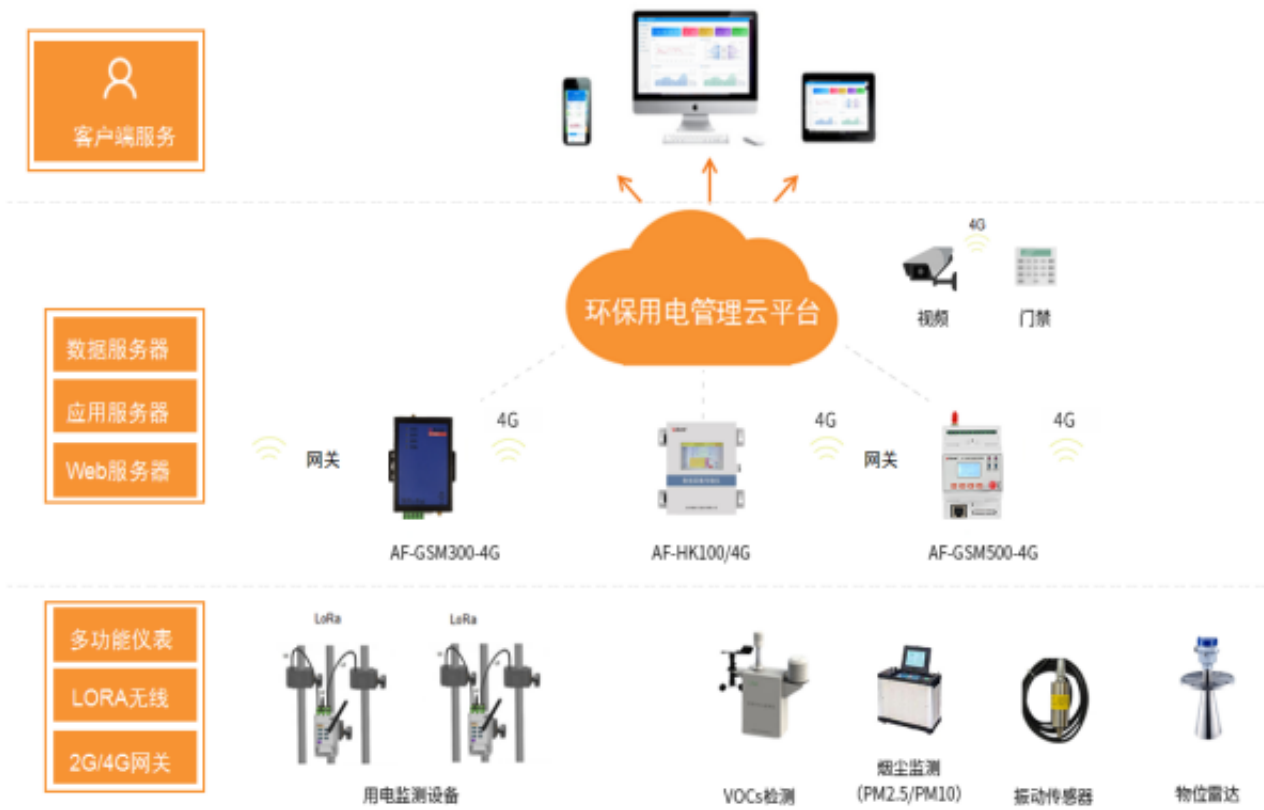 客户端服务
4G
环保用电管理云平台
视频
门禁
数据服务器
应用服务器
Web服务器
网关
4G
4G
网关
4G
AF-GSM300-4G
AF-HK100/4G
AF-GSM500-4G
多功能仪表
LORA无线
2G/4G网关
LoRa
LoRa
用电监测设备
VOCs检测
烟尘监测
（PM2.5/PM10）
振动传感器
物位雷达